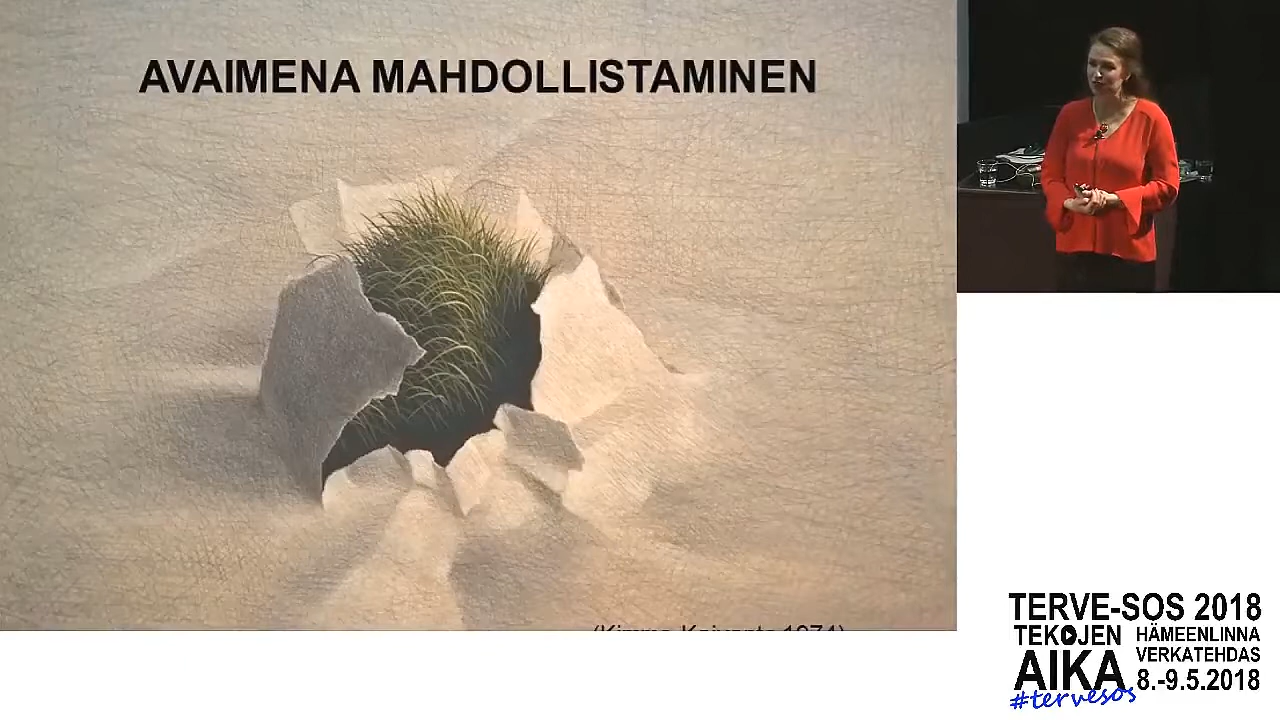 AVAIMENA MAHDOLLISTAMINEN
TERVE-SOS 2018
TEKOJEN
AIKA
HÄMEENLINNA
VERKATEHDAS
8.-9.5.2018
#tervesos